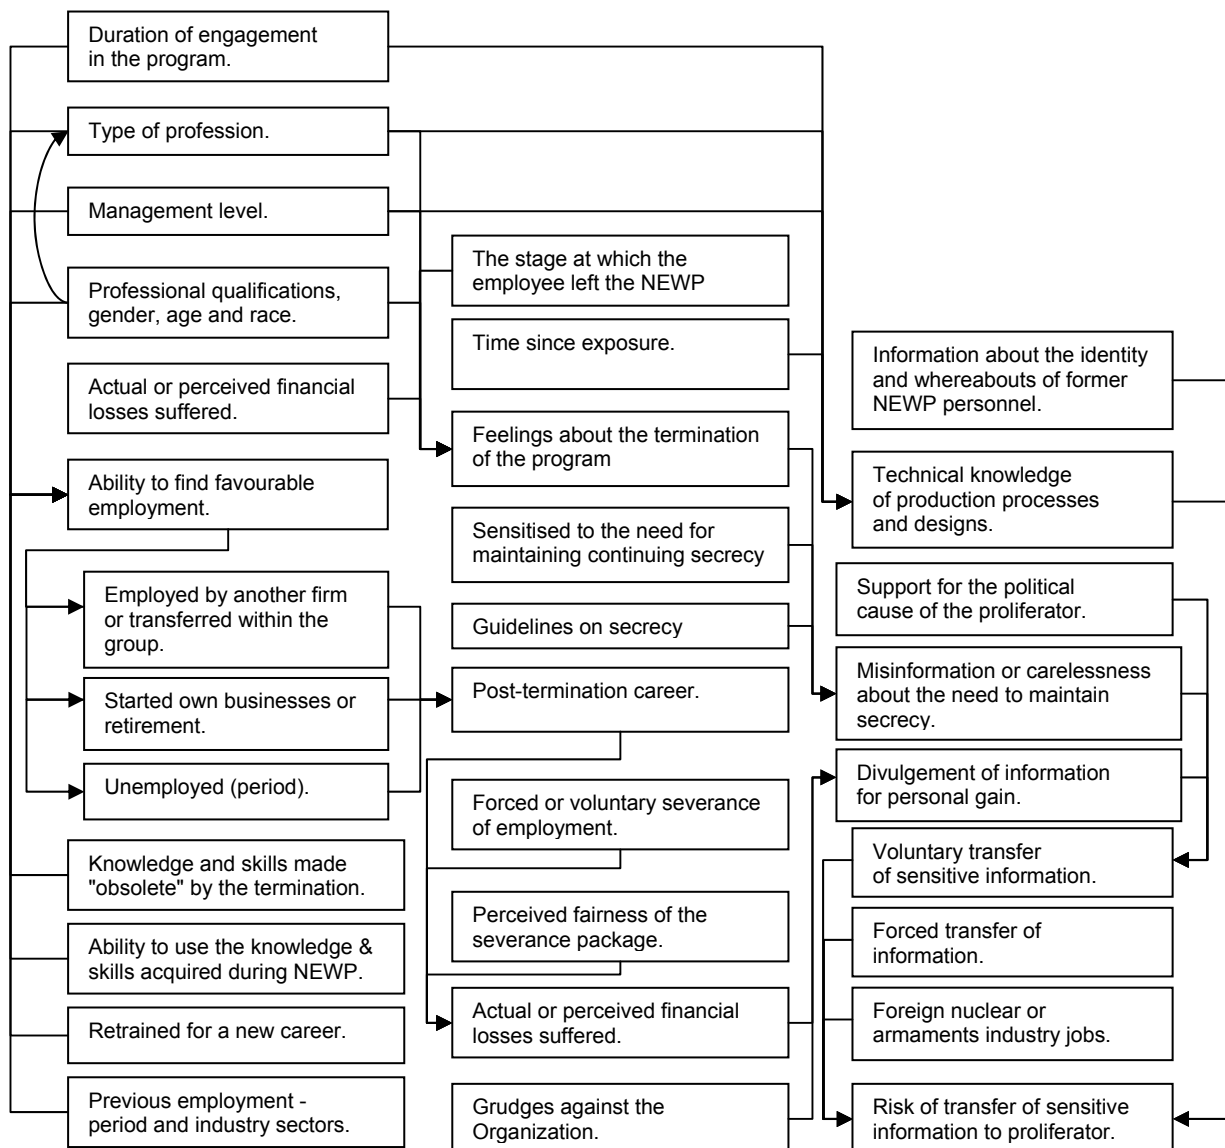 Duration of engagement
in the program.
Type of profession.
Management level.
Professional qualifications,
gender, age and race.
Actual or perceived financial
losses suffered.
Ability to find favourable
employment.
Employed by another firm
or transferred within the
group.
Started own businesses or
retirement.
Unemployed (period).
Knowledge and skills made
"obsolete" by the termination.
Ability to use the knowledge &
skills acquired during NEWP.
Retrained for a new career.
Previous employment -
period and industry sectors.
The stage at which the
employee left the NEWP
Time since exposure.
Feelings about the termination
of the program
Sensitised to the need for
maintaining continuing secrecy
Guidelines on secrecy
Post-termination career.
Forced or voluntary severance
of employment.
Perceived fairness of the
severance package.
Actual or perceived financial
losses suffered.
Grudges against the
Organization.
Information about the identity
and whereabouts of former
NEWP personnel.
Technical knowledge
of production processes
and designs.
Support for the political
cause of the proliferator.
Misinformation or carelessness
about the need to maintain
secrecy.
Divulgement of information
for personal gain.
Voluntary transfer
of sensitive information.
Forced transfer of
information.
Foreign nuclear or
armaments industry jobs.
Risk of transfer of sensitive
information to proliferator.